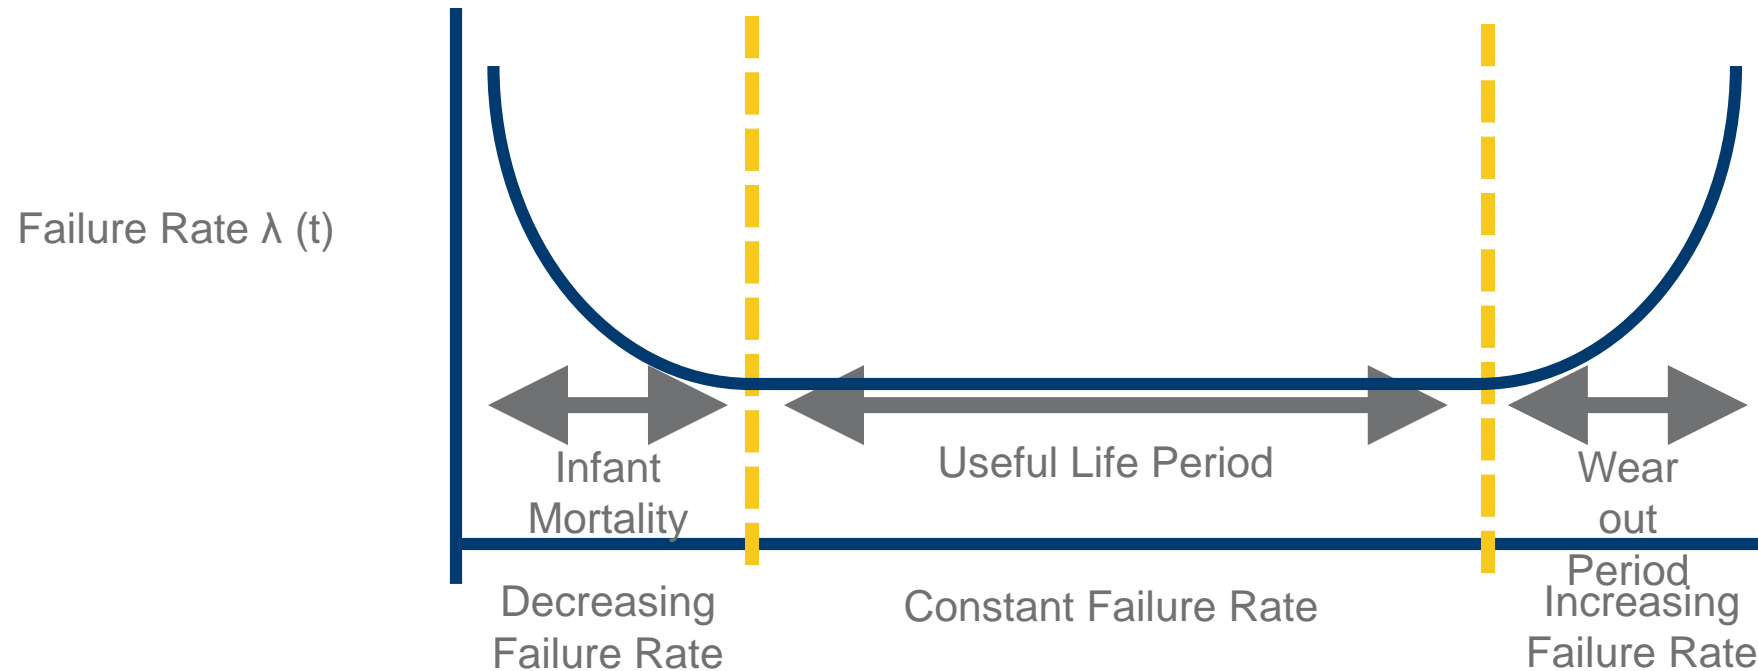 Failure Rate λ (t)
Infant
Mortality
Useful Life Period
Wear
out
Period
Decreasing
Failure Rate
Constant Failure Rate
Increasing
Failure Rate